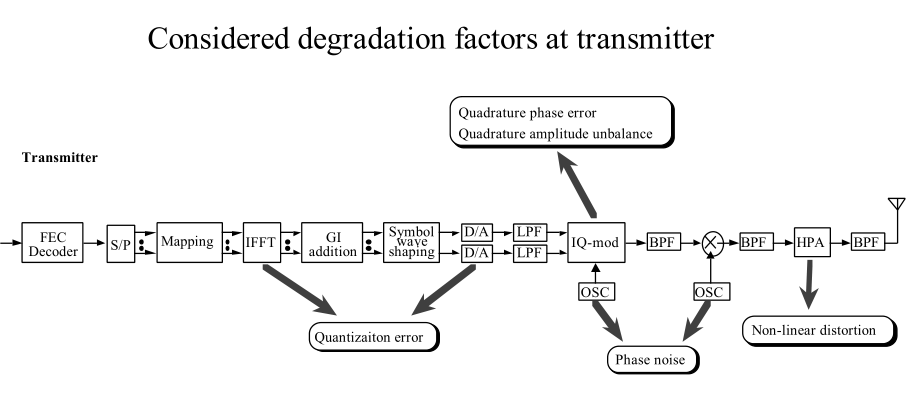 Considered degradation factors at transmitter
Quadrature phase error
Quadrature amplitude unbalance
Transmitter
FEC
Decoder
S/P
Mapping
IFFT
GI
addition
Symbol
wave
shaping
D/A
D/A
LPF
LPF
IQ-mod
BPF
BPF
HPA
BPF
OSC
OSC
Quantizaiton error
Phase noise
Non-linear distortion